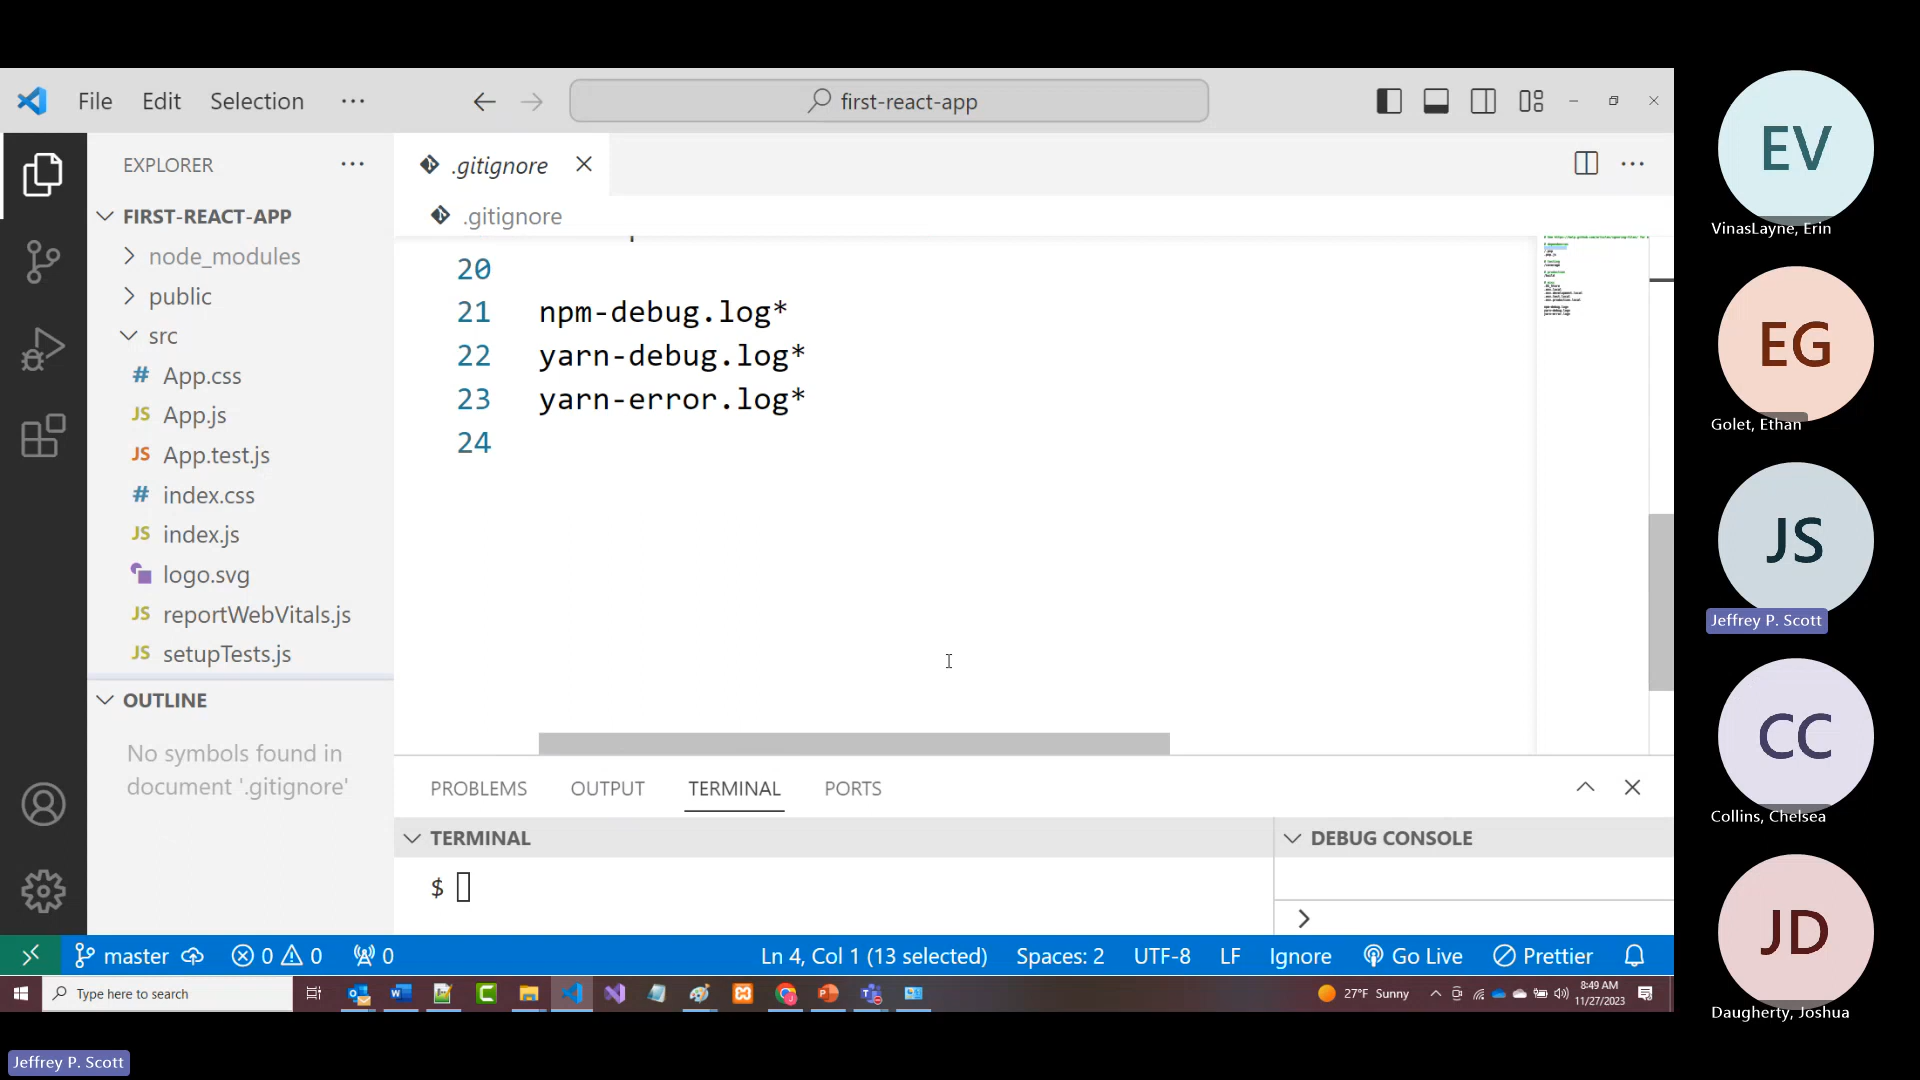 File
Edit
Selection
first-react-app
EXPLORER
FIRST-REACT-APP
node_modules
public
src
App.css
App.js
App.test.js
index.css
index.js
logo.svg
reportWebVitals.js
setupTests.js
OUTLINE
No symbols found in
document '.gitignore'
.gitignore
.gitignore
20
21 npm-debug.log*
22 yarn-debug.log*
23 yarn-error.log*
24
PROBLEMS
OUTPUT
TERMINAL
PORTS
TERMINAL
$
DEBUG CONSOLE
master
0
0
0
Ln 4, Col 1 (13 selected)
Spaces: 2
UTF-8
LF
Ignore
Go Live
Prettier
Type here to search
27°F Sunny
8:49 AM
11/27/2023
EV
VinasLayne, Erin
EG
Golet, Ethan
JS
Jeffrey P. Scott
CC
Collins, Chelsea
JD
Daugherty, Joshua
Jeffrey P. Scott